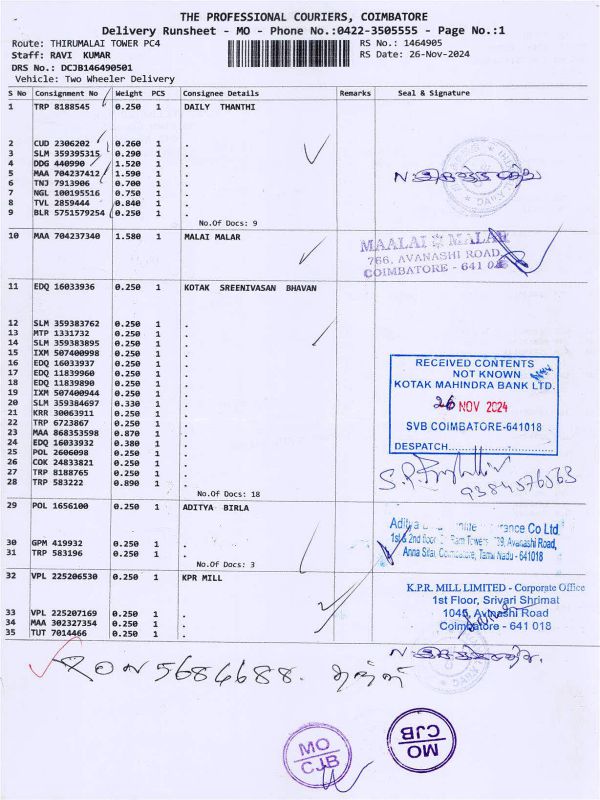 THE PROFESSIONAL COURIERS, COIMBATORE
Delivery Runsheet - MO - Phone No.:0422-3505555 - Page No.:1
Route: THIRUMALAI TOWER PC4 RS No.: 1464905
Staff: RAVI KUMAR RS Date: 26-Nov-2024
DRS No.: DCJB146490501
Vehicle: Two Wheeler Delivery
S No Consignment No Weight PCS Consignee Details Remarks Seal & Signature
1 TRP 8188545 0.250 1 DAILY THANTHI
2 CUD 2306202 0.260 1 .
3 SLM 359395315 0.290 1 .
4 DDG 440990 1.520 1 .
5 MAA 704237412 1.590 1 .
6 TNJ 7913906 0.700 1 .
7 NGL 100195516 0.750 1 .
8 TVL 2859444 0.840 1 .
9 BLR 5751579254 0.250 1 .
No.Of Docs: 9
10 MAA 704237340 1.580 1 MALAI MALAR
MAALAI MALAR
766, AVANASHI ROAD,
COIMBATORE - 641
11 EDQ 16033936 0.250 1 KOTAK SREENIVASAN BHAVAN
12 SLM 359383762 0.250 1 .
13 MTP 1331732 0.250 1 .
14 SLM 359383895 0.250 1 .
15 IXM 507400998 0.250 1 .
16 EDQ 16033937 0.250 1 .
17 EDQ 11839960 0.250 1 .
18 EDQ 11839890 0.250 1 .
19 IXM 507400944 0.250 1 .
20 SLM 359384697 0.330 1 .
21 KRR 30063911 0.250 1 .
22 TRP 6723867 0.250 1 .
23 MAA 868353598 0.870 1 .
24 EDQ 16033932 0.380 1 .
25 POL 2606098 0.250 1 .
26 COK 24833821 0.250 1 .
27 TRP 8188765 0.250 1 .
28 TRP 583222 0.890 1 .
No.Of Docs: 18
RECEIVED CONTENTS
NOT KNOWN
KOTAK MAHINDRA BANK LTD.
26 NOV 2024
SVB COIMBATORE-641018
DESPATCH
9384576563
29 POL 1656100 0.250 1 ADITYA BIRLA
30 GPM 419932 0.250 1 .
31 TRP 583196 0.250 1 .
No.Of Docs: 3
Aditya Co Ltd
1st & 2nd floor Towers Avanashi Road,
Anna Silai, Coimbatore, Tamil Nadu - 641018
32 VPL 225206530 0.250 1 KPR MILL
33 VPL 225207169 0.250 1 .
34 MAA 302327354 0.250 1 .
35 TUT 7014466 0.250 1 .
K.P.R. MILL LIMITED - Corporate Office
1st Floor, Srivari Shrimat
1045, Avinashi Road
Coimbatore - 641 018
5684688.
MO
CJB
MO
CJB